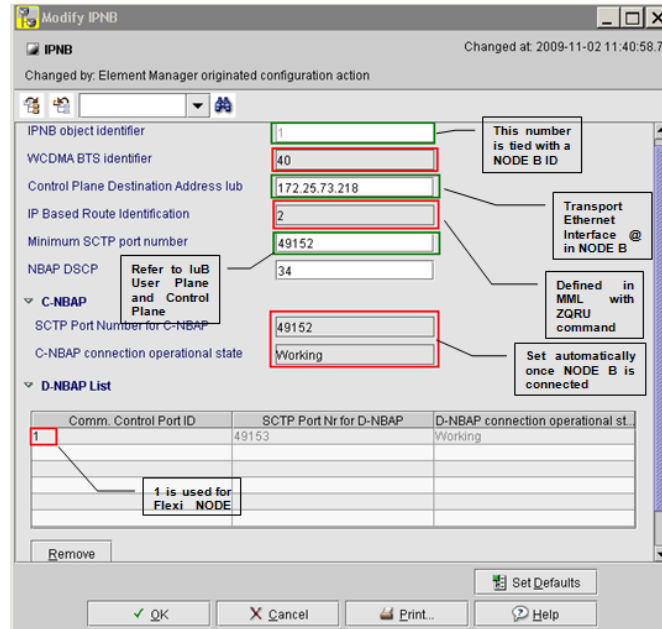 Modify IPNB
IPNB
Changed at: 2009-11-02 11:40:58.7
Changed by: Element Manager originated configuration action
IPNB object identifier
1
This number
is tied with a
NODE B ID
WCDMA BTS identifier
40
Control Plane Destination Address Iub
172.25.73.218
Transport
Ethernet
Interface @
in NODE B
IP Based Route Identification
2
Minimum SCTP port number
49152
NBAP DSCP
34
Refer to IuB
User Plane
and Control
Plane
Defined in
MML with
ZQRU
command
C-NBAP
SCTP Port Number for C-NBAP
49152
C-NBAP connection operational state
Working
Set automatically
once NODE B is
connected
D-NBAP List
Comm. Control Port ID
SCTP Port Nr for D-NBAP
D-NBAP connection operational st...
1
49153
Working
1 is used for
Flexi NODE
Remove
Set Defaults
OK
Cancel
Print...
Help